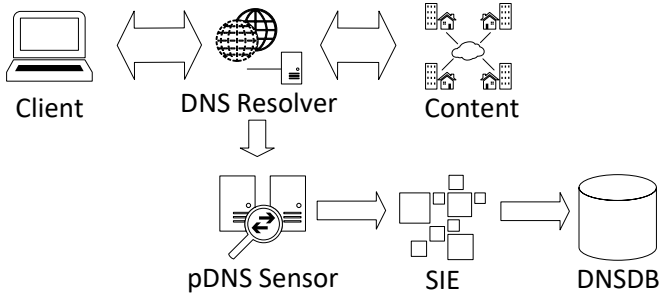 Client
DNS Resolver
Content
pDNS Sensor
SIE
DNSDB